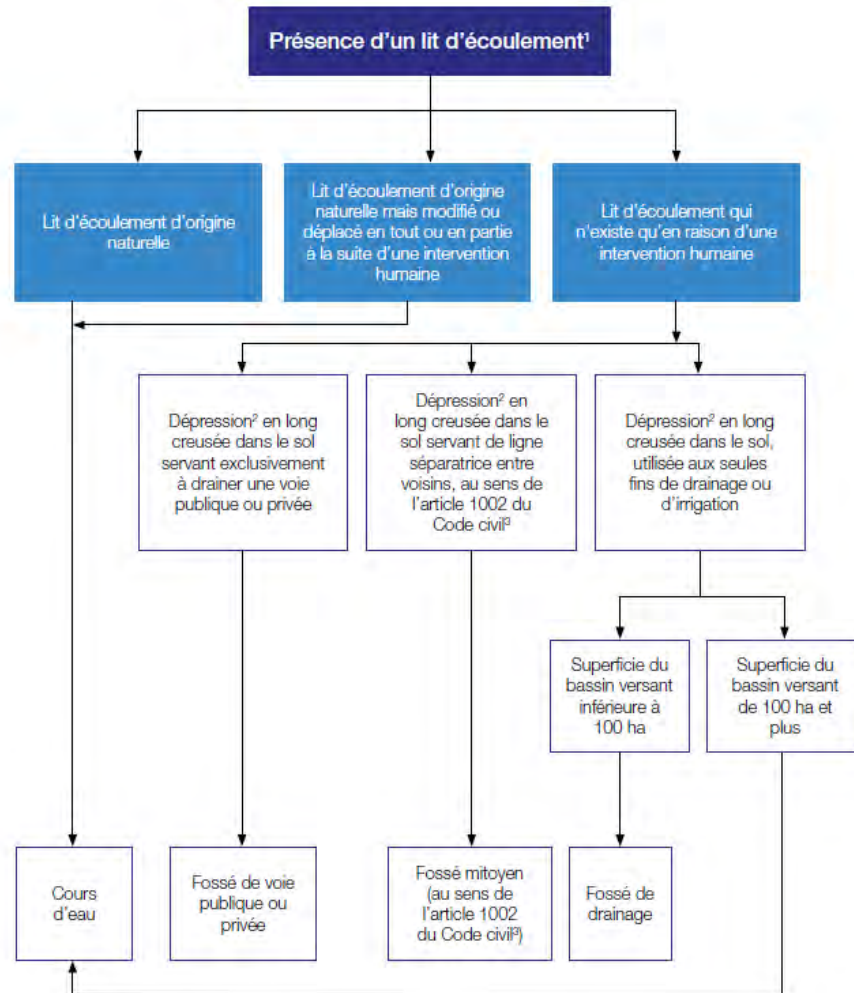 Présence d'un lit d'écoulement¹
Lit d'écoulement d'origine
naturelle
Lit d'écoulement d'origine
naturelle mais modifié ou
déplacé en tout ou en partie
à la suite d'une intervention
humaine
Lit d'écoulement qui
n'existe qu'en raison d'une
intervention humaine
Dépression² en long
creusée dans le sol
servant exclusivement
à drainer une voie
publique ou privée
Dépression² en
long creusée dans le
sol servant de ligne
séparatrice entre
voisins, au sens de
l'article 1002 du
Code civil³
Dépression² en long
creusée dans le sol,
utilisée aux seules
fins de drainage ou
d'irrigation
Superficie du
bassin versant
inférieure à
100 ha
Superficie du
bassin versant
de 100 ha et
plus
Cours
d'eau
Fossé de voie
publique ou
privée
Fossé mitoyen
(au sens de
l'article 1002
du Code civil³)
Fossé de
drainage